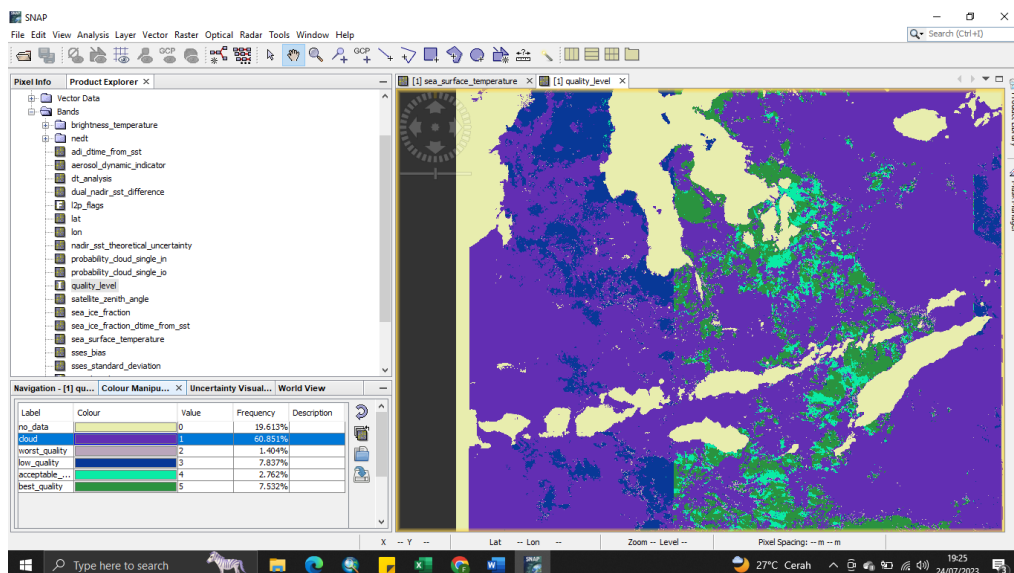 SNAP
File Edit View Analysis Layer Vector Raster Optical Radar Tools Window Help
Search (Ctrl+I)
GCP GCP
Pixel Info Product Explorer ×
[1] sea_surface_temperature × [1] quality_level ×
Vector Data
Bands
brightness_temperature
nedt
adi_dtime_from_sst
aerosol_dynamic_indicator
dt_analysis
dual_nadir_sst_difference
l2p_flags
lat
lon
nadir_sst_theoretical_uncertainty
probability_cloud_single_in
probability_cloud_single_io
quality_level
satellite_zenith_angle
sea_ice_fraction
sea_ice_fraction_dtime_from_sst
sea_surface_temperature
sses_bias
sses_standard_deviation
Navigation - [1] qu... Colour Manipu... × Uncertainty Visual... World View
Label Colour Value Frequency Description
no_data 0 19.613%
cloud 1 60.851%
worst_quality 2 1.404%
low_quality 3 7.837%
acceptable_... 4 2.762%
best_quality 5 7.532%
X -- Y -- Lat -- Lon -- Zoom -- Level -- Pixel Spacing: -- m -- m
Type here to search
27°C Cerah
19:25
24/07/2023